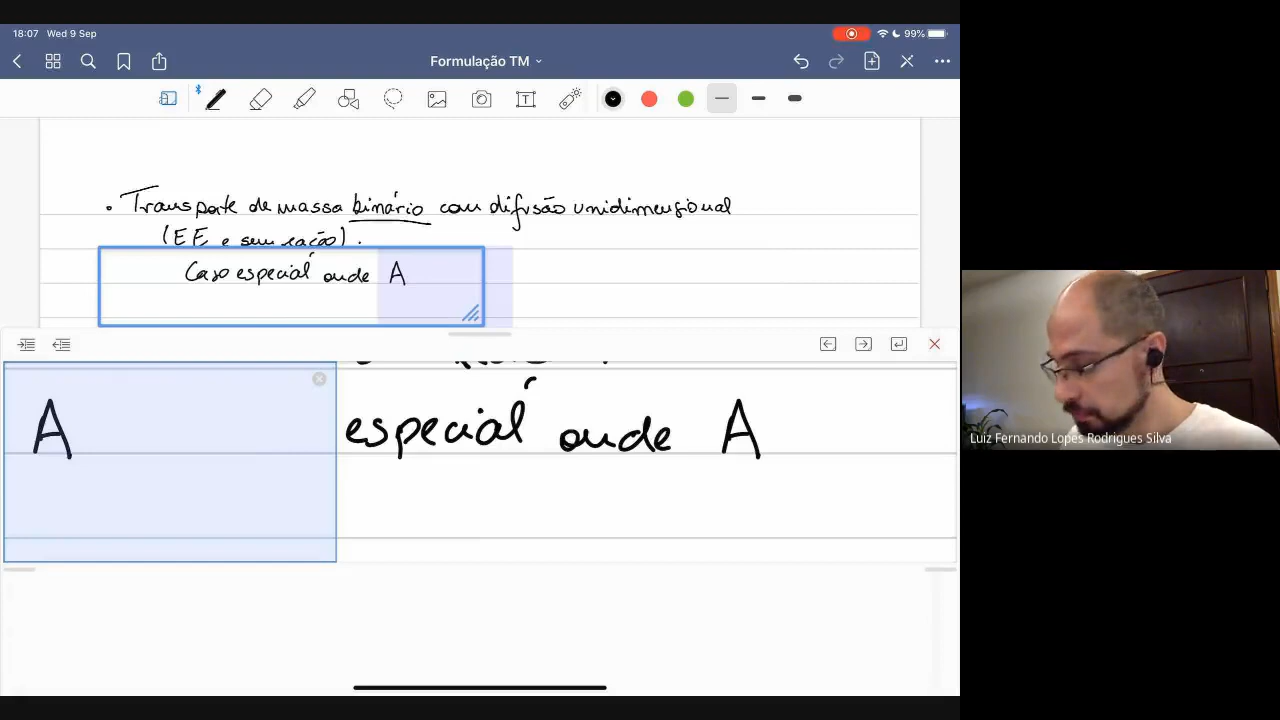 18:07 Wed 9 Sep
99%
Formulação TM
T
• Transporte de massa binário com difusão unidimensional
(EE e sem reação).
Caso especial onde A
A
especial onde A
Luiz Fernando Lopes Rodrigues Silva